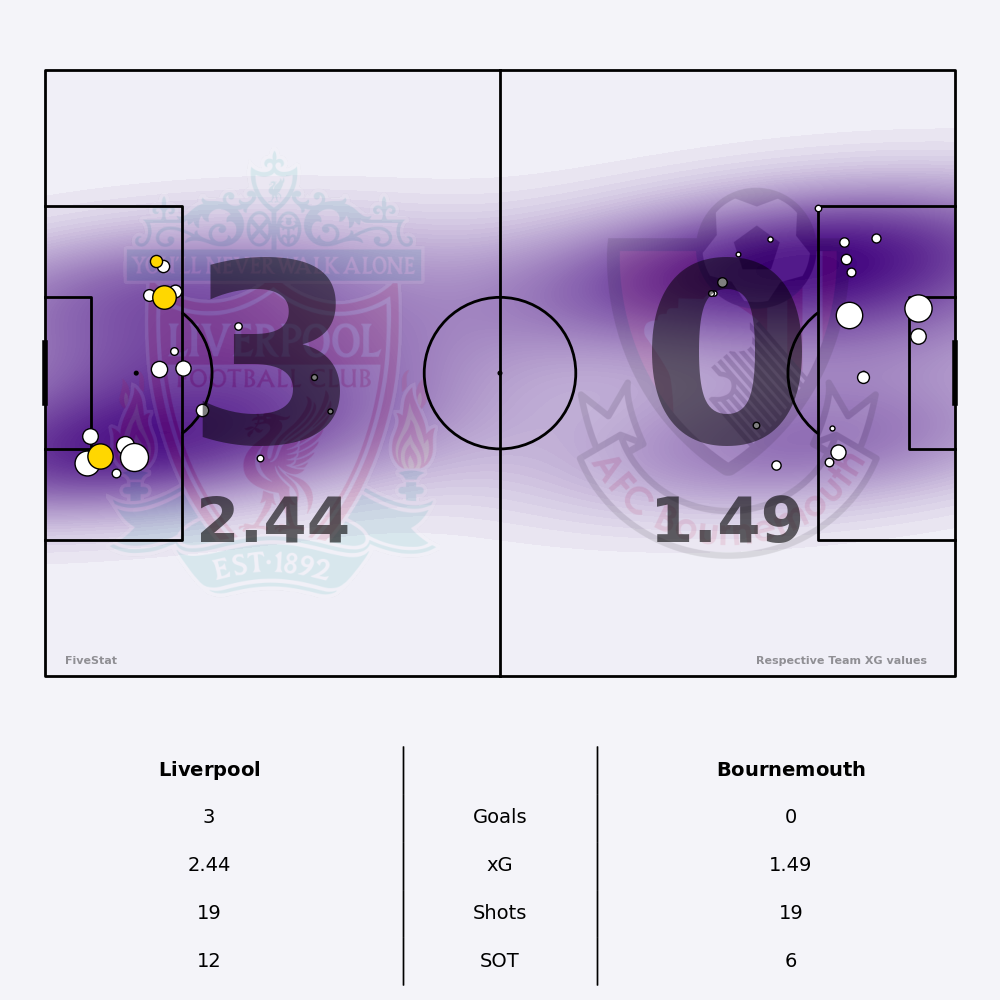 YOU'LL NEVER WALK ALONE
LIVERPOOL
FOOTBALL CLUB
EST·1892
AFC BOURNEMOUTH
3
0
2.44
1.49
FiveStat
Respective Team XG values
Liverpool
Bournemouth
3
Goals
0
2.44
xG
1.49
19
Shots
19
12
SOT
6